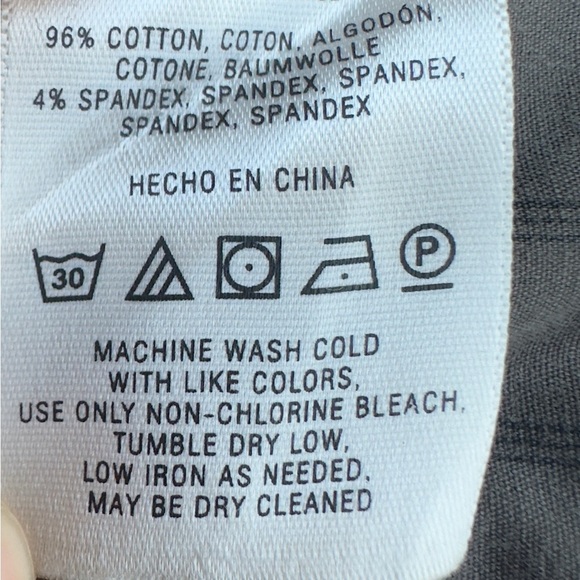 96% COTTON, COTON, ALGODÓN,
COTONE, BAUMWOLLE
4% SPANDEX, SPANDEX, SPANDEX,
SPANDEX, SPANDEX
HECHO EN CHINA
30 P
MACHINE WASH COLD
WITH LIKE COLORS,
USE ONLY NON-CHLORINE BLEACH,
TUMBLE DRY LOW,
LOW IRON AS NEEDED,
MAY BE DRY CLEANED